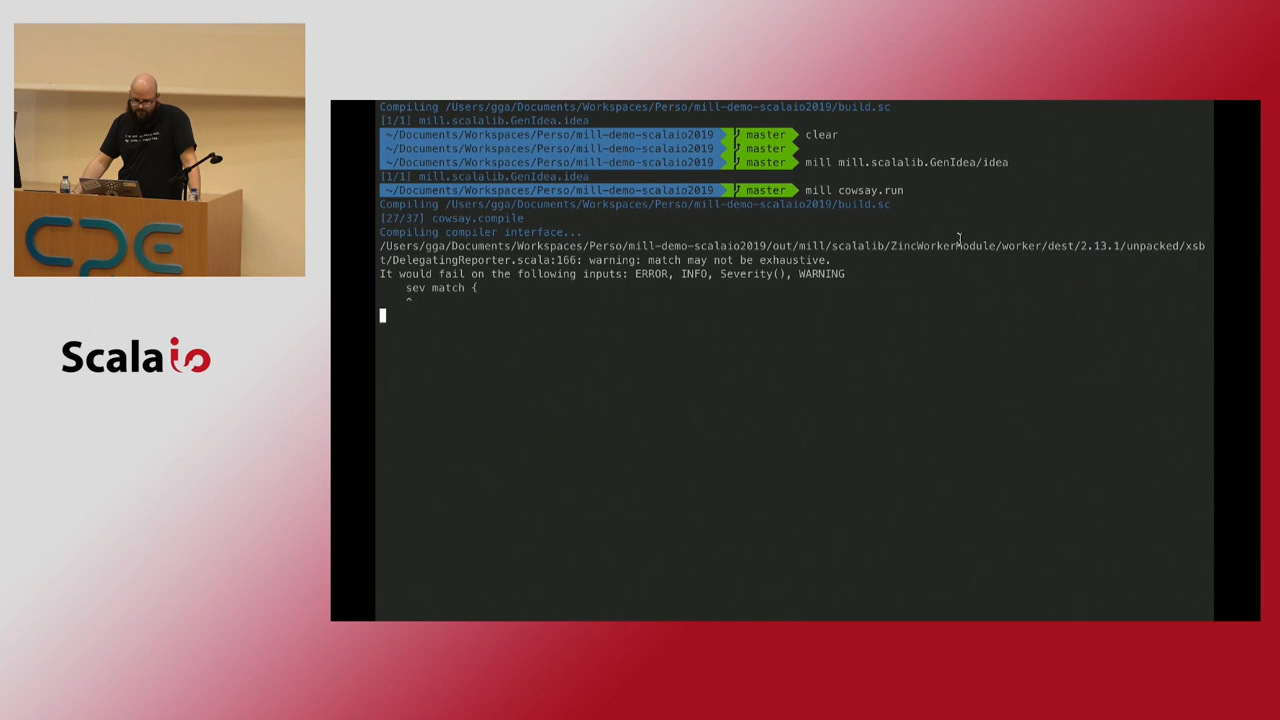 CPE
Scalaio
Compiling /Users/gga/Documents/Workspaces/Perso/mill-demo-scalaio2019/build.sc
[1/1] mill.scalalib.GenIdea.idea
~/Documents/Workspaces/Perso/mill-demo-scalaio2019 master clear
~/Documents/Workspaces/Perso/mill-demo-scalaio2019 master
~/Documents/Workspaces/Perso/mill-demo-scalaio2019 master mill mill.scalalib.GenIdea/idea
[1/1] mill.scalalib.GenIdea.idea
~/Documents/Workspaces/Perso/mill-demo-scalaio2019 master mill cowsay.run
Compiling /Users/gga/Documents/Workspaces/Perso/mill-demo-scalaio2019/build.sc
[27/37] cowsay.compile
Compiling compiler interface...
/Users/gga/Documents/Workspaces/Perso/mill-demo-scalaio2019/out/mill/scalalib/ZincWorkerModule/worker/dest/2.13.1/unpacked/xsb
t/DelegatingReporter.scala:166: warning: match may not be exhaustive.
It would fail on the following inputs: ERROR, INFO, Severity(), WARNING
sev match {
^